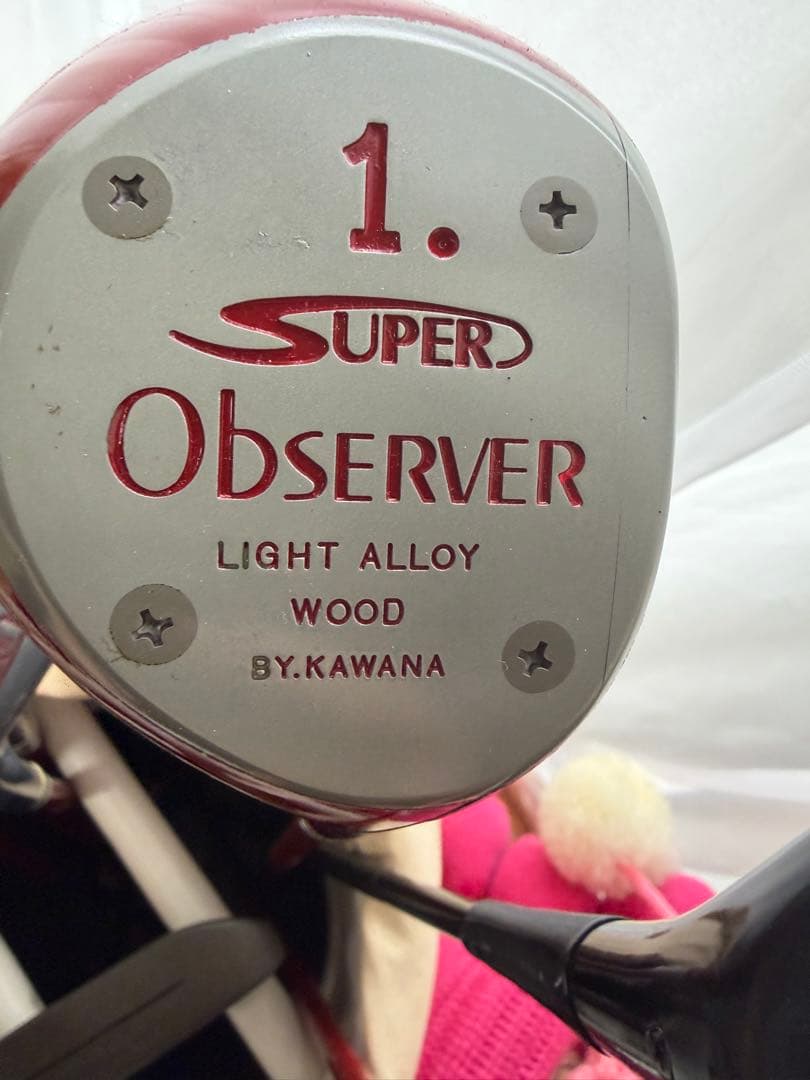 1.
SUPER
ObSERVER
LIGHT ALLOY
WOOD
BY.KAWANA